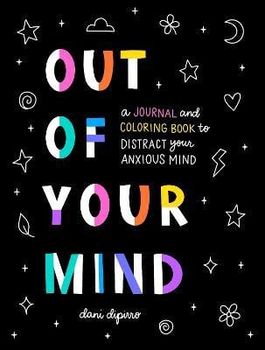 OUT
OF
YOUR
MIND
a JOURNAL and
COLORING BOOK to
DISTRACT your
ANXIOUS MIND
dani dipirro